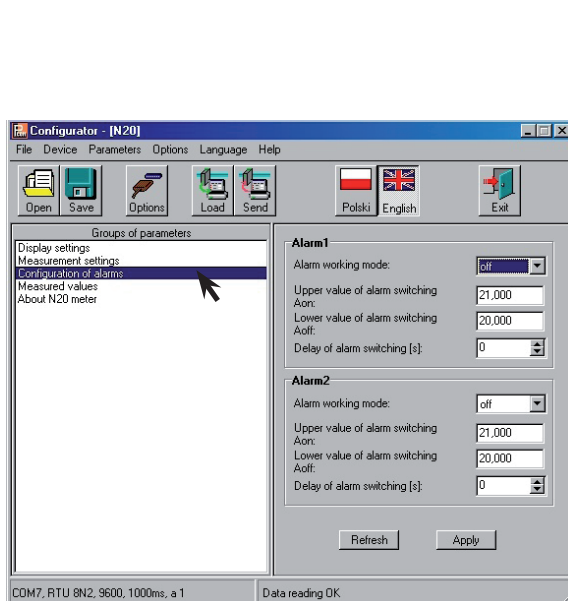 Configurator - [N20]
File Device Parameters Options Language Help
Open Save Options Load Send Polski English Exit
Groups of parameters
Display settings
Measurement settings
Configuration of alarms
Measured values
About N20 meter
Alarm1
Alarm working mode: off
Upper value of alarm switching
Aon: 21,000
Lower value of alarm switching
Aoff: 20,000
Delay of alarm switching [s]: 0
Alarm2
Alarm working mode: off
Upper value of alarm switching
Aon: 21,000
Lower value of alarm switching
Aoff: 20,000
Delay of alarm switching [s]: 0
Refresh Apply
COM7, RTU 8N2, 9600, 1000ms, a 1 Data reading OK